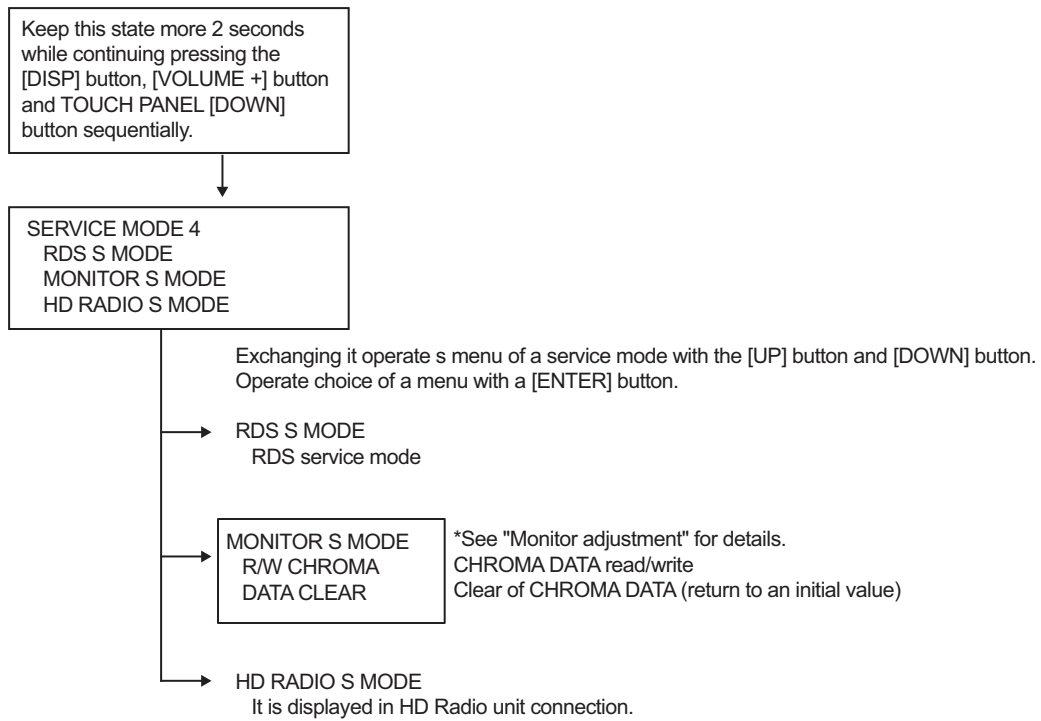 Keep this state more 2 seconds
while continuing pressing the
[DISP] button, [VOLUME +] button
and TOUCH PANEL [DOWN]
button sequentially.
SERVICE MODE 4
RDS S MODE
MONITOR S MODE
HD RADIO S MODE
Exchanging it operate s menu of a service mode with the [UP] button and [DOWN] button.
Operate choice of a menu with a [ENTER] button.
RDS S MODE
RDS service mode
MONITOR S MODE
R/W CHROMA
DATA CLEAR
*See "Monitor adjustment" for details.
CHROMA DATA read/write
Clear of CHROMA DATA (return to an initial value)
HD RADIO S MODE
It is displayed in HD Radio unit connection.